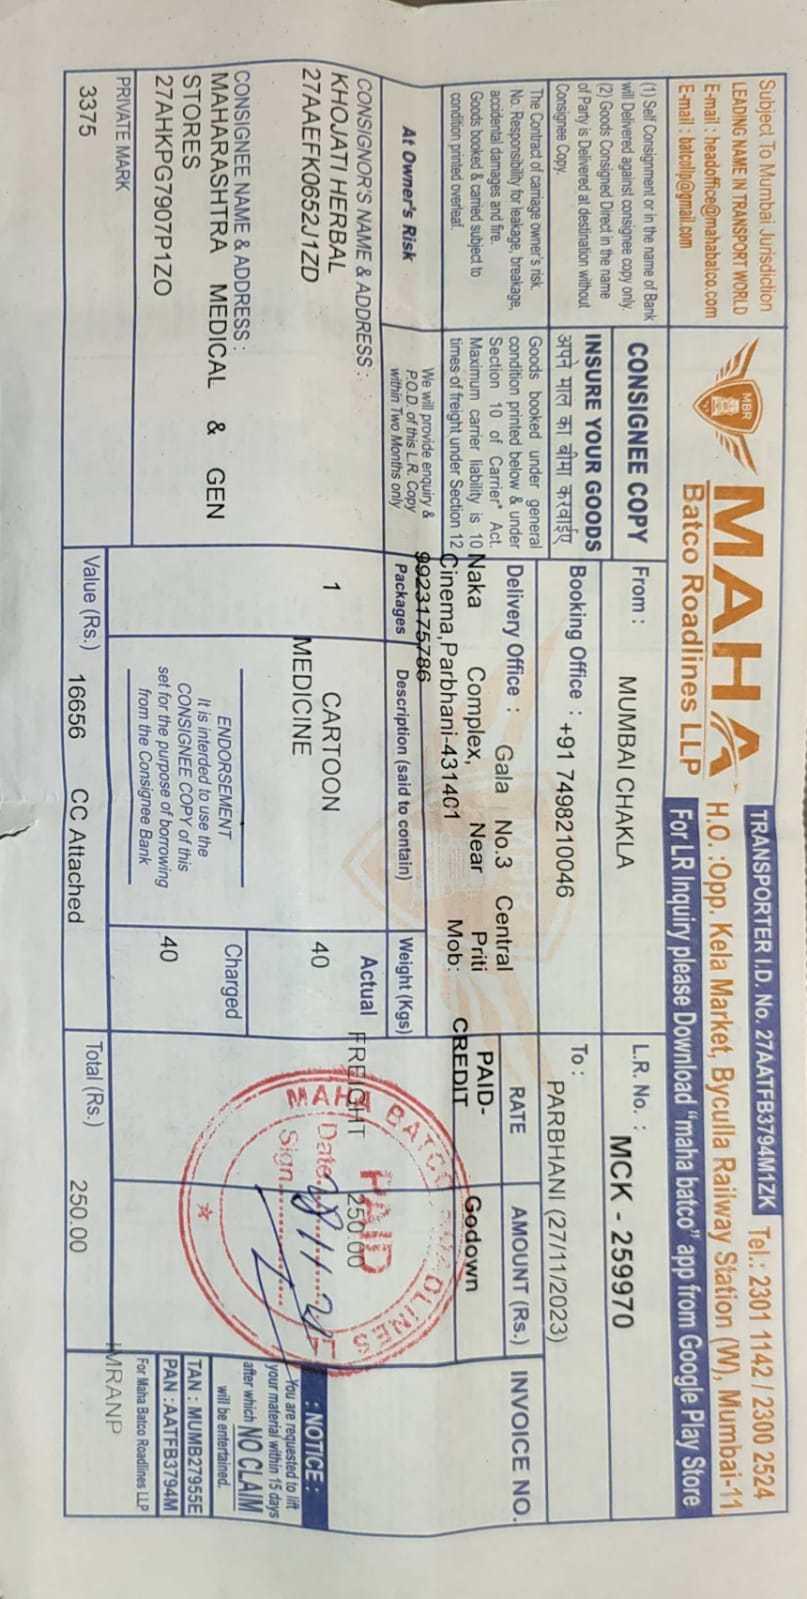 Subject To Mumbai Jurisdiction
LEADING NAME IN TRANSPORT WORLD
E-mail : headoffice@mahabatco.com
E-mail : batcollp@gmail.com
MBR
MAHA
Batco Roadlines LLP
TRANSPORTER I.D. No. 27AATFB3794M1ZK
Tel.: 2301 1142 / 2300 2524
H.O. :Opp. Kela Market, Byculla Railway Station (W), Mumbai-11
For LR Inquiry please Download "maha batco" app from Google Play Store
(1) Self Consignment or in the name of Bank
will Delivered against consignee copy only.
(2) Goods Consigned Direct in the name
of Party is Delivered at destination without
Consignee Copy.
CONSIGNEE COPY
INSURE YOUR GOODS
अपने माल का बीमा करवाईए
From : MUMBAI CHAKLA
L.R. No. : MCK - 259970
Booking Office : +91 7498210046
To : PARBHANI (27/11/2023)
The Contract of carriage owner's risk.
No. Responsibility for leakage, breakage,
accidental damages and fire.
Goods booked & carried subject to
condition printed overleaf.
Goods booked under general
condition printed below & under
Section 10 of Carrier" Act.
Maximum carrier liability is 10
times of freight under Section 12
Delivery Office : Gala No.3 Central
Naka Complex, Near Priti
Cinema,Parbhani-431401 Mob:
9923175786
RATE
AMOUNT (Rs.)
INVOICE NO.
PAID-
CREDIT
Godown
At Owner's Risk
We will provide enquiry &
P.O.D. of this L.R. Copy
within Two Months only
Packages
Description (said to contain)
Weight (Kgs)
CONSIGNOR'S NAME & ADDRESS :
KHOJATI HERBAL
27AAEFK0652J1ZD
1
CARTOON
MEDICINE
Actual
40
FREIGHT
250.00
MAHA BATCO ROADLINES
PAID
Date
Sign
CONSIGNEE NAME & ADDRESS :
MAHARASHTRA MEDICAL & GEN
STORES
27AHKPG7907P1ZO
ENDORSEMENT
It is interded to use the
CONSIGNEE COPY of this
set for the purpose of borrowing
from the Consignee Bank
Charged
40
: NOTICE :
You are requested to lift
your material within 15 days
after which NO CLAIM
will be entertained.
TAN : MUMB27955E
PAN : AATFB3794M
For Maha Batco Roadlines LLP
IMRANP
PRIVATE MARK
3375
Value (Rs.) 16656 CC Attached
Total (Rs.) 250.00